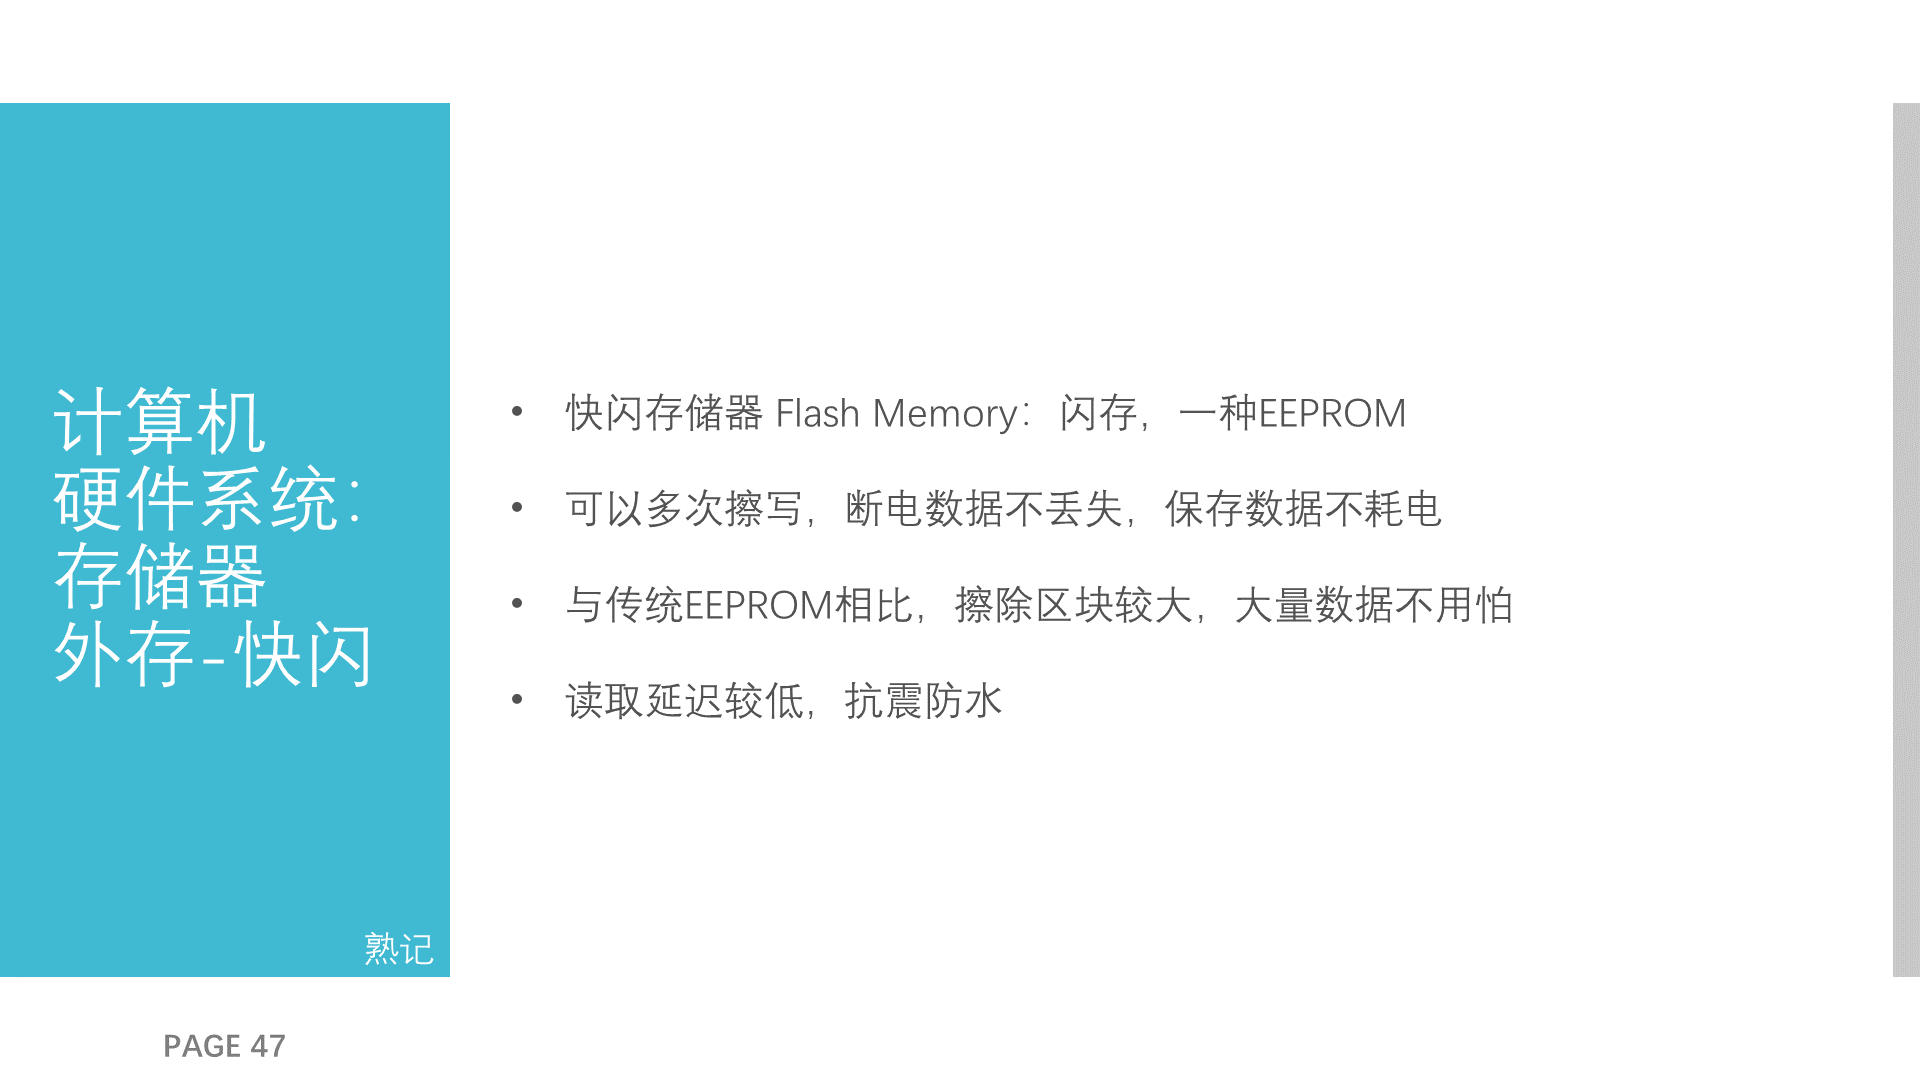 计算机
硬件系统：
存储器
外存-快闪
熟记
• 快闪存储器 Flash Memory：闪存，一种EEPROM
• 可以多次擦写，断电数据不丢失，保存数据不耗电
• 与传统EEPROM相比，擦除区块较大，大量数据不用怕
• 读取延迟较低，抗震防水
PAGE 47